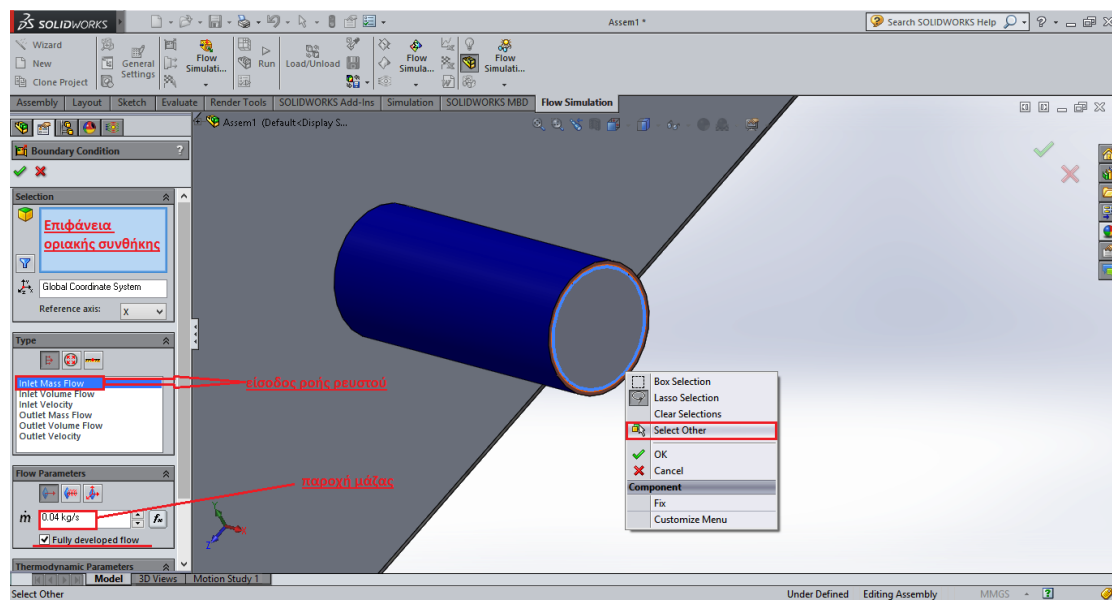 SOLIDWORKS
Assem1 *
Search SOLIDWORKS Help
Wizard
New
Clone Project
General Settings
Flow Simulati...
Run
Load/Unload
Flow Simula...
Flow Simulati...
Assembly
Layout
Sketch
Evaluate
Render Tools
SOLIDWORKS Add-Ins
Simulation
SOLIDWORKS MBD
Flow Simulation
Assem1 (Default<Display S...
Boundary Condition
?
Selection
Επιφάνεια
οριακής συνθήκης
Global Coordinate System
Reference axis:
X
Type
Inlet Mass Flow
Inlet Volume Flow
Inlet Velocity
Outlet Mass Flow
Outlet Volume Flow
Outlet Velocity
είσοδος ροής ρευστού
Flow Parameters
παροχή μάζας
ṁ
0.04 kg/s
Fully developed flow
Thermodynamic Parameters
Box Selection
Lasso Selection
Clear Selections
Select Other
OK
Cancel
Component
Fix
Customize Menu
Y
X
Z
Model
3D Views
Motion Study 1
Select Other
Under Defined
Editing Assembly
MMGS